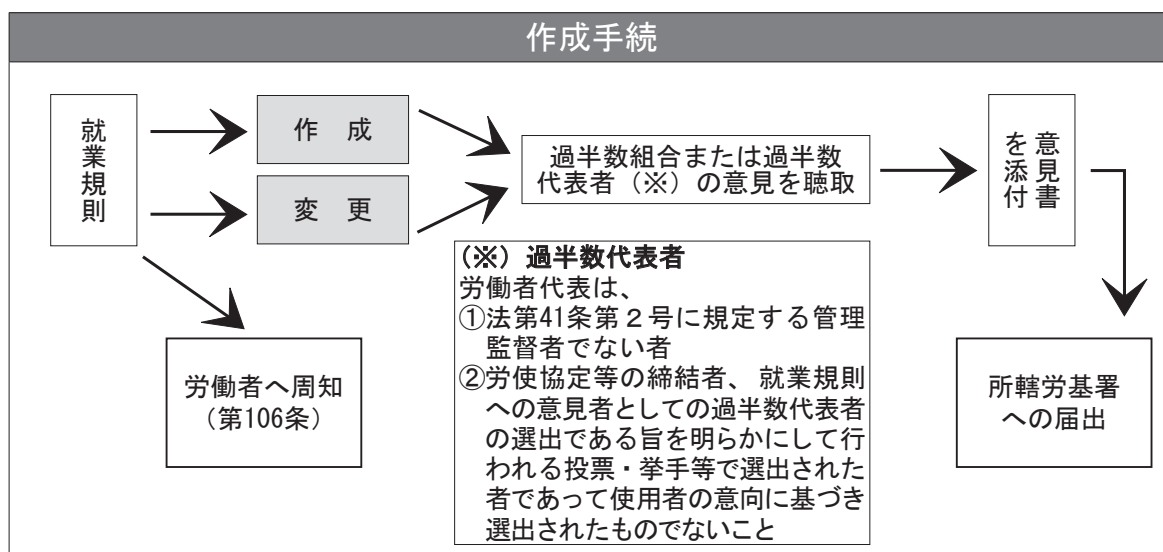 作成手続
就業規則
作　成
変　更
過半数組合または過半数
代表者（※）の意見を聴取
意見書
を添付
（※）過半数代表者
労働者代表は、
①法第41条第２号に規定する管理
監督者でない者
②労使協定等の締結者、就業規則
への意見者としての過半数代表者
の選出である旨を明らかにして行
われる投票・挙手等で選出された
者であって使用者の意向に基づき
選出されたものでないこと
労働者へ周知
（第106条）
所轄労基署
への届出